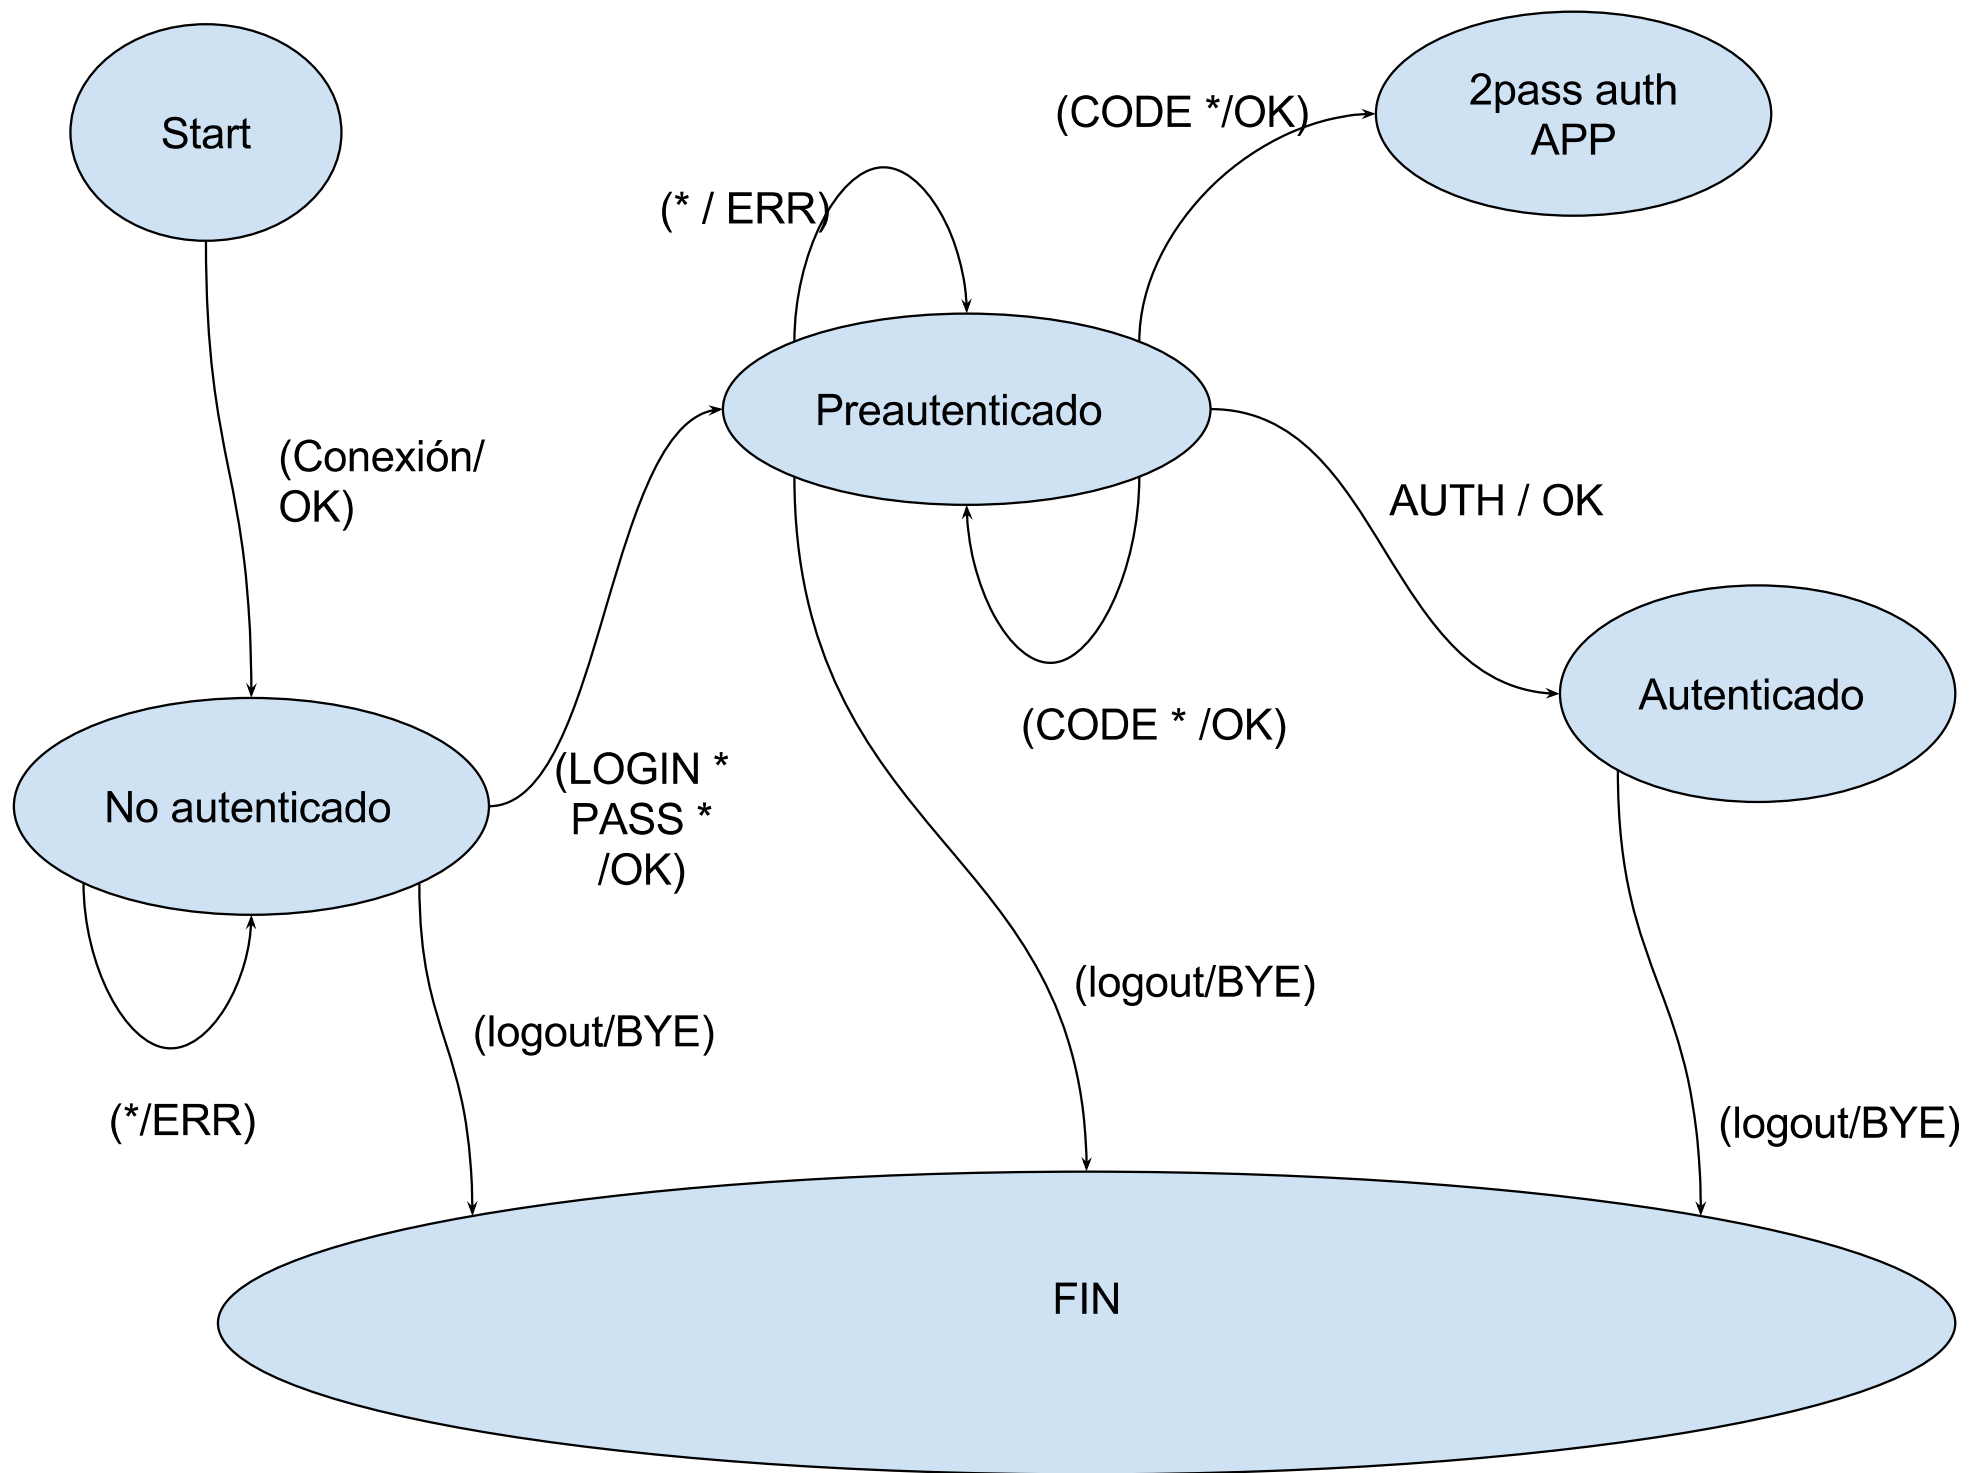 Start
2pass auth
APP
(CODE */OK)
(* / ERR)
Preautenticado
(Conexión/
OK)
AUTH / OK
Autenticado
(CODE * /OK)
No autenticado
(LOGIN *
PASS *
/OK)
(logout/BYE)
(logout/BYE)
(*/ERR)
(logout/BYE)
FIN